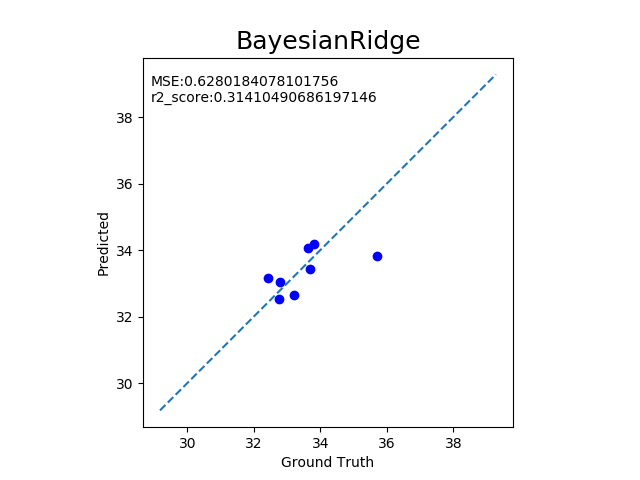 BayesianRidge
MSE:0.6280184078101756
r2_score:0.31410490686197146
38
36
34
32
30
Predicted
30 32 34 36 38
Ground Truth